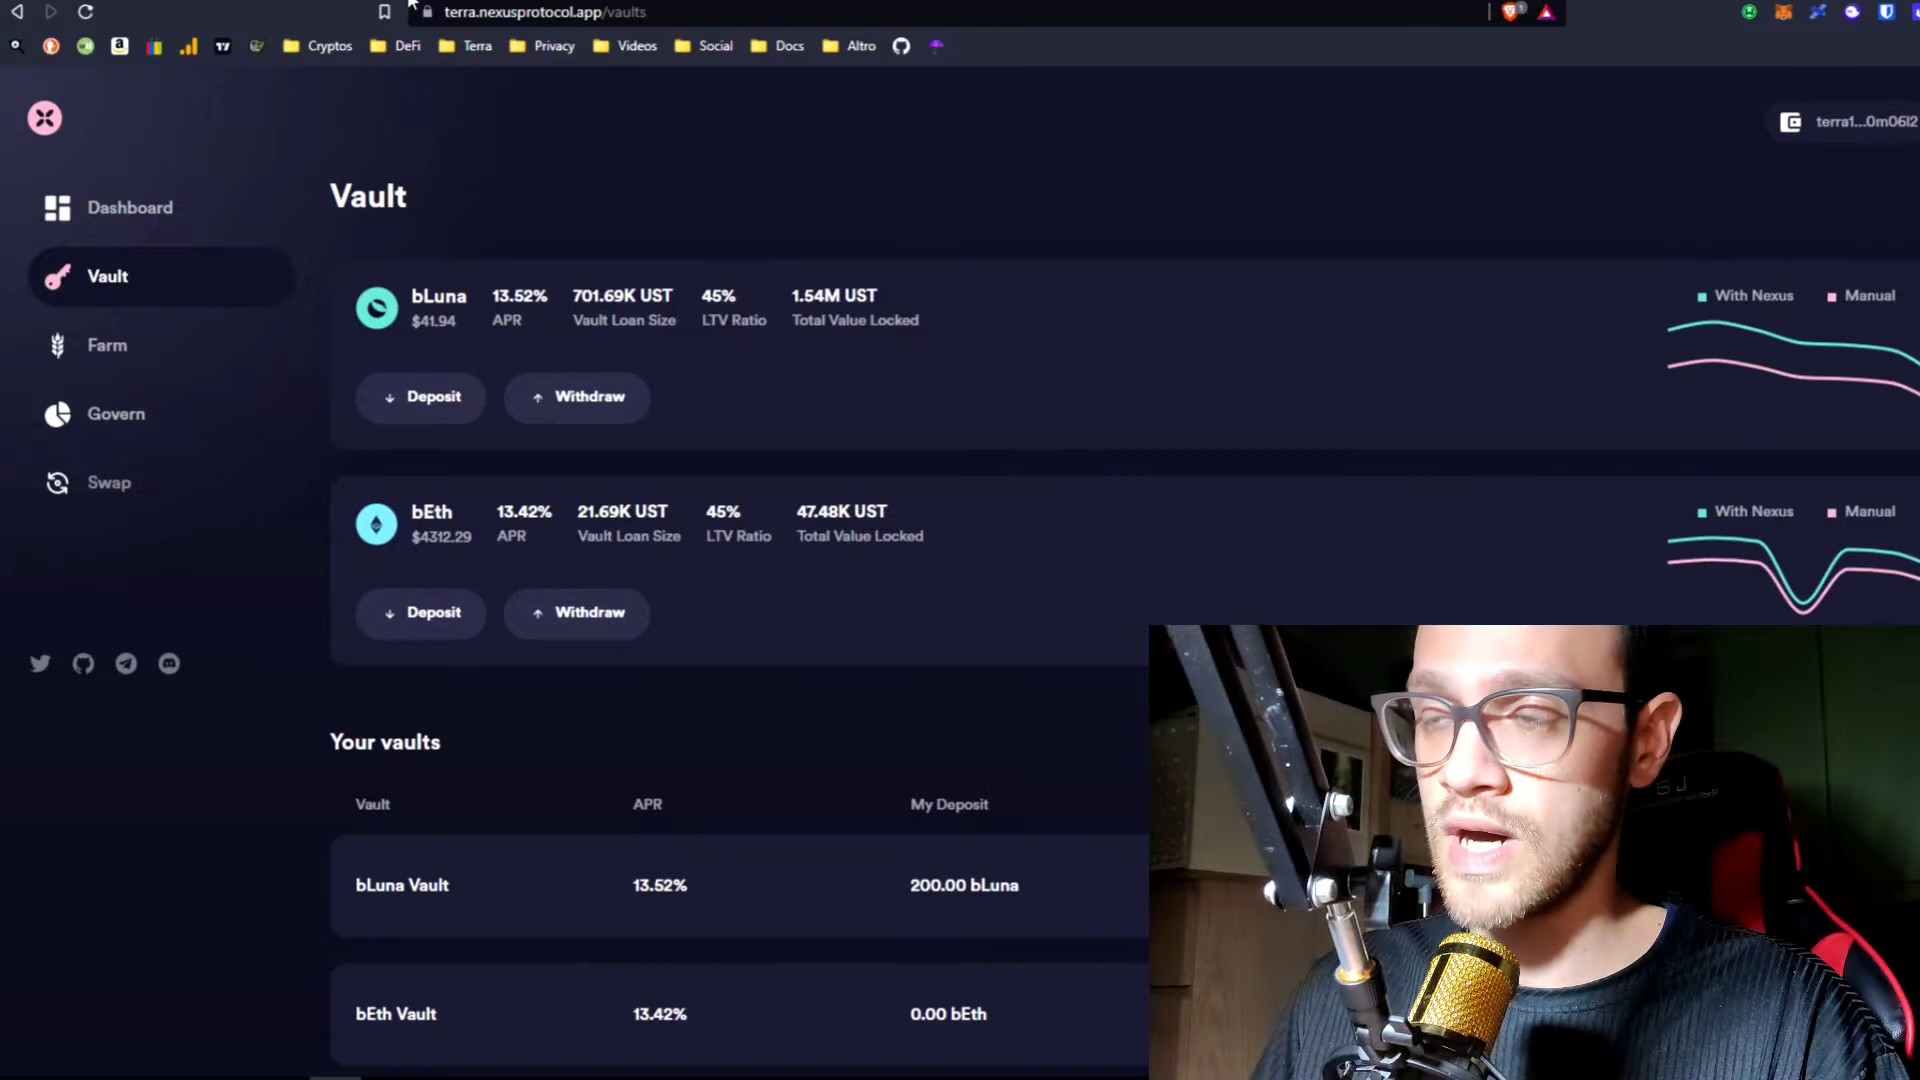 terra.nexusprotocol.app/vaults
1
Cryptos DeFi Terra Privacy Videos Social Docs Altro
terra1...0m06l2
Dashboard
Vault
Farm
Govern
Swap
Vault
bLuna 13.52% 701.69K UST 45% 1.54M UST
$41.94 APR Vault Loan Size LTV Ratio Total Value Locked
With Nexus Manual
Deposit Withdraw
bEth 13.42% 21.69K UST 45% 47.48K UST
$4312.29 APR Vault Loan Size LTV Ratio Total Value Locked
With Nexus Manual
Deposit Withdraw
Your vaults
Vault APR My Deposit
bLuna Vault 13.52% 200.00 bLuna
bEth Vault 13.42% 0.00 bEth